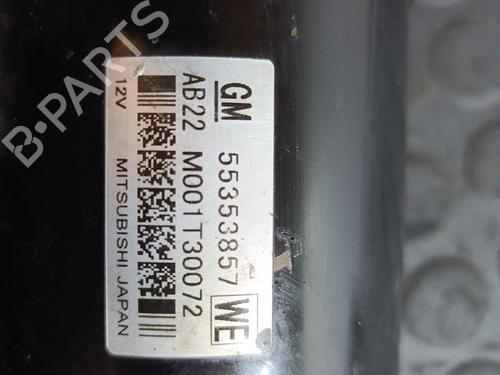 GM 55353857 WE
AB22 M001T30072
12V MITSUBISHI JAPAN
B-PARTS